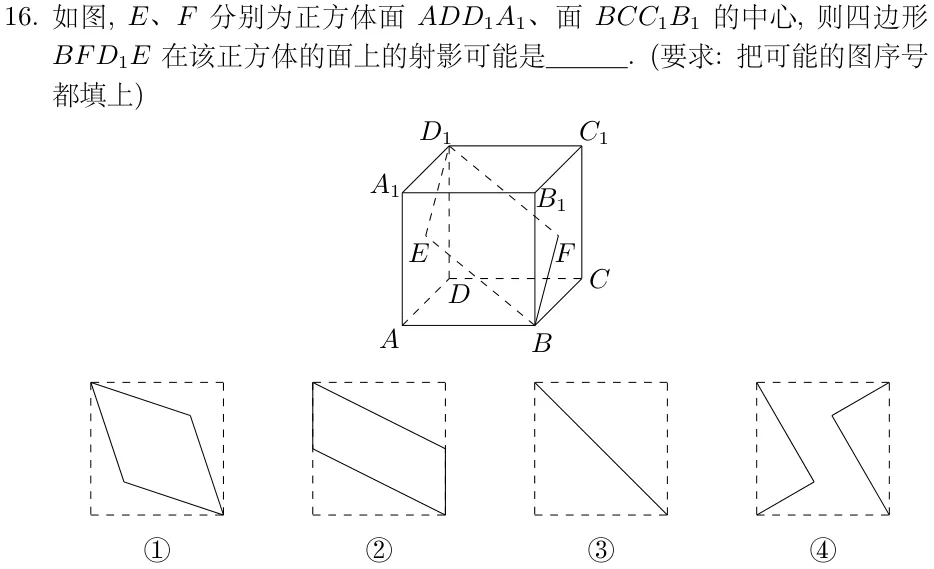 16. 如图, E、F 分别为正方体面 ADD₁A₁、面 BCC₁B₁ 的中心, 则四边形
BFD₁E 在该正方体的面上的射影可能是______. (要求: 把可能的图序号
都填上)
D₁ C₁
A₁ B₁
E F
D C
A B
① ② ③ ④